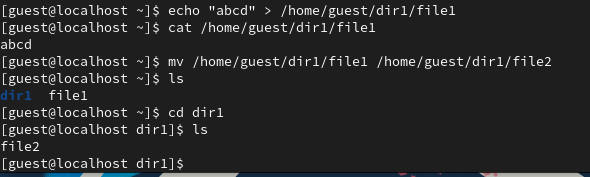 [guest@localhost ~]$ echo "abcd" > /home/guest/dir1/file1
[guest@localhost ~]$ cat /home/guest/dir1/file1
abcd
[guest@localhost ~]$ mv /home/guest/dir1/file1 /home/guest/dir1/file2
[guest@localhost ~]$ ls
dir1  file1
[guest@localhost ~]$ cd dir1
[guest@localhost dir1]$ ls
file2
[guest@localhost dir1]$